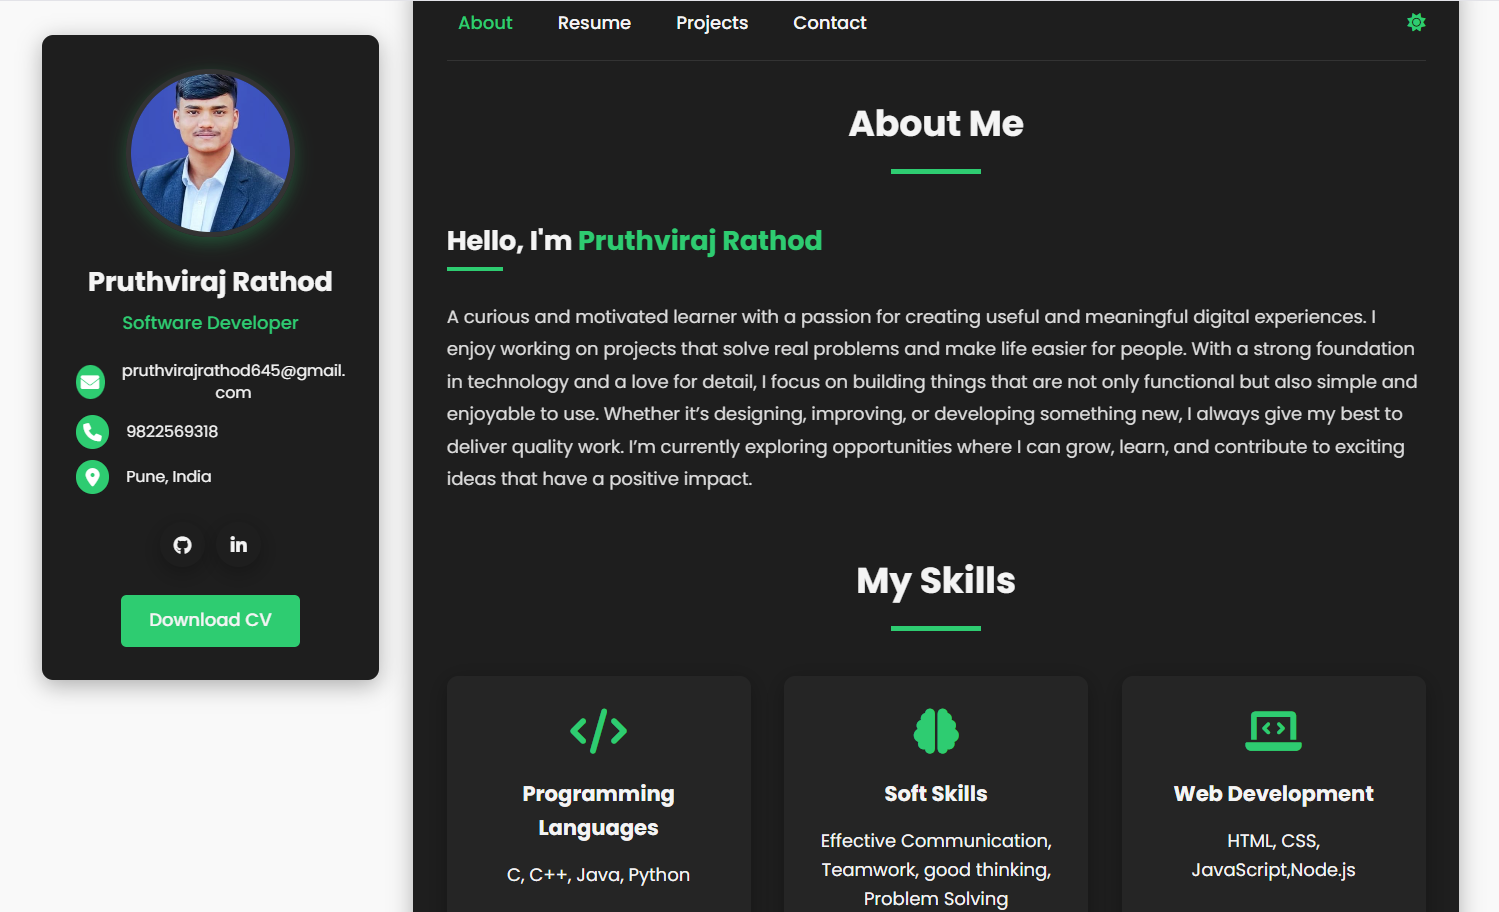 Pruthviraj Rathod
Software Developer
pruthvirajrathod645@gmail.
com
9822569318
Pune, India
in
Download CV
About
Resume
Projects
Contact
About Me
Hello, I'm Pruthviraj Rathod
A curious and motivated learner with a passion for creating useful and meaningful digital experiences. I
enjoy working on projects that solve real problems and make life easier for people. With a strong foundation
in technology and a love for detail, I focus on building things that are not only functional but also simple and
enjoyable to use. Whether it’s designing, improving, or developing something new, I always give my best to
deliver quality work. I’m currently exploring opportunities where I can grow, learn, and contribute to exciting
ideas that have a positive impact.
My Skills
Programming
Languages
C, C++, Java, Python
Soft Skills
Effective Communication,
Teamwork, good thinking,
Problem Solving
Web Development
HTML, CSS,
JavaScript,Node.js